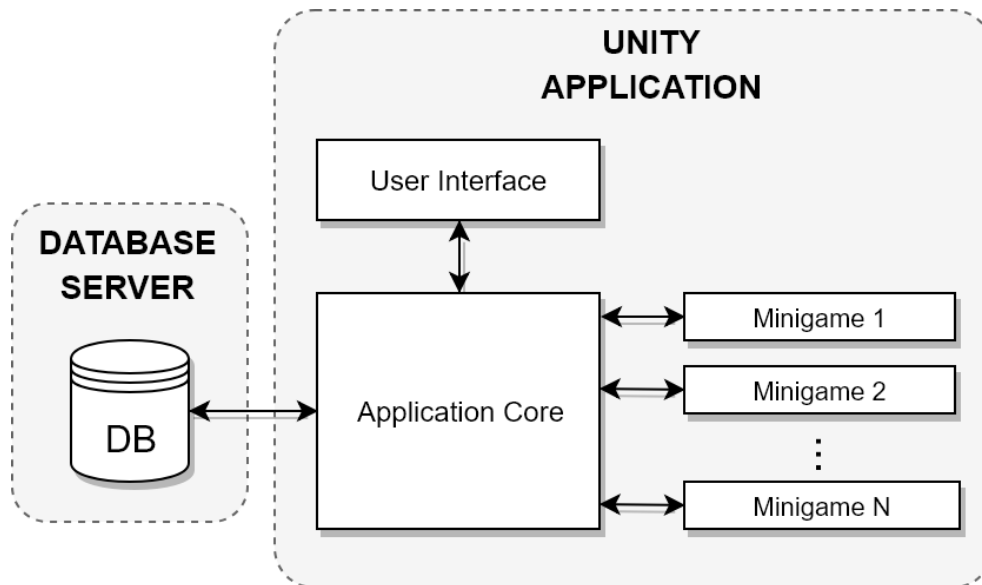 UNITY
APPLICATION
User Interface
DATABASE
SERVER
DB
Application Core
Minigame 1
Minigame 2
⋮
Minigame N